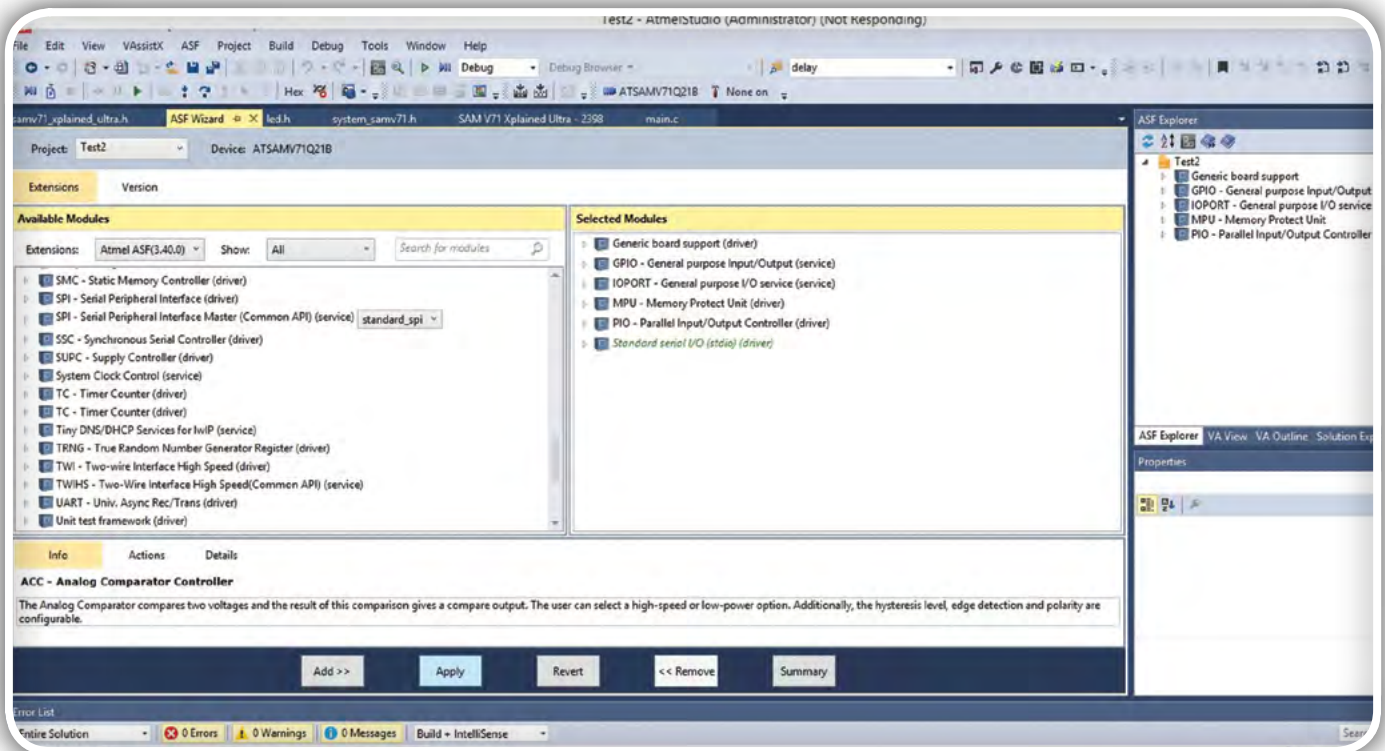 Test2 - AtmelStudio (Administrator) (Not Responding)
File Edit View VAssistX ASF Project Build Debug Tools Window Help
Debug Debug Browser delay
Hex ATSAMV71Q21B None on
samv71_xplained_ultra.h ASF Wizard led.h system_samv71.h SAM V71 Xplained Ultra - 2398 main.c
ASF Explorer
Project: Test2 Device: ATSAMV71Q21B
Test2
Generic board support
GPIO - General purpose Input/Output
IOPORT - General purpose I/O service
MPU - Memory Protect Unit
PIO - Parallel Input/Output Controller
Extensions Version
Available Modules
Extensions: Atmel ASF(3.40.0) Show: All Search for modules
SMC - Static Memory Controller (driver)
SPI - Serial Peripheral Interface (driver)
SPI - Serial Peripheral Interface Master (Common API) (service) standard_spi
SSC - Synchronous Serial Controller (driver)
SUPC - Supply Controller (driver)
System Clock Control (service)
TC - Timer Counter (driver)
TC - Timer Counter (driver)
Tiny DNS/DHCP Services for lwIP (service)
TRNG - True Random Number Generator Register (driver)
TWI - Two-wire Interface High Speed (driver)
TWIHS - Two-Wire Interface High Speed(Common API) (service)
UART - Univ. Async Rec/Trans (driver)
Unit test framework (driver)
Selected Modules
Generic board support (driver)
GPIO - General purpose Input/Output (service)
IOPORT - General purpose I/O service (service)
MPU - Memory Protect Unit (driver)
PIO - Parallel Input/Output Controller (driver)
Standard serial I/O (stdio) (driver)
ASF Explorer VA View VA Outline Solution Exp
Properties
Info Actions Details
ACC - Analog Comparator Controller
The Analog Comparator compares two voltages and the result of this comparison gives a compare output. The user can select a high-speed or low-power option. Additionally, the hysteresis level, edge detection and polarity are
configurable.
Add >> Apply Revert << Remove Summary
Error List
Entire Solution 0 Errors 0 Warnings 0 Messages Build + IntelliSense Sear